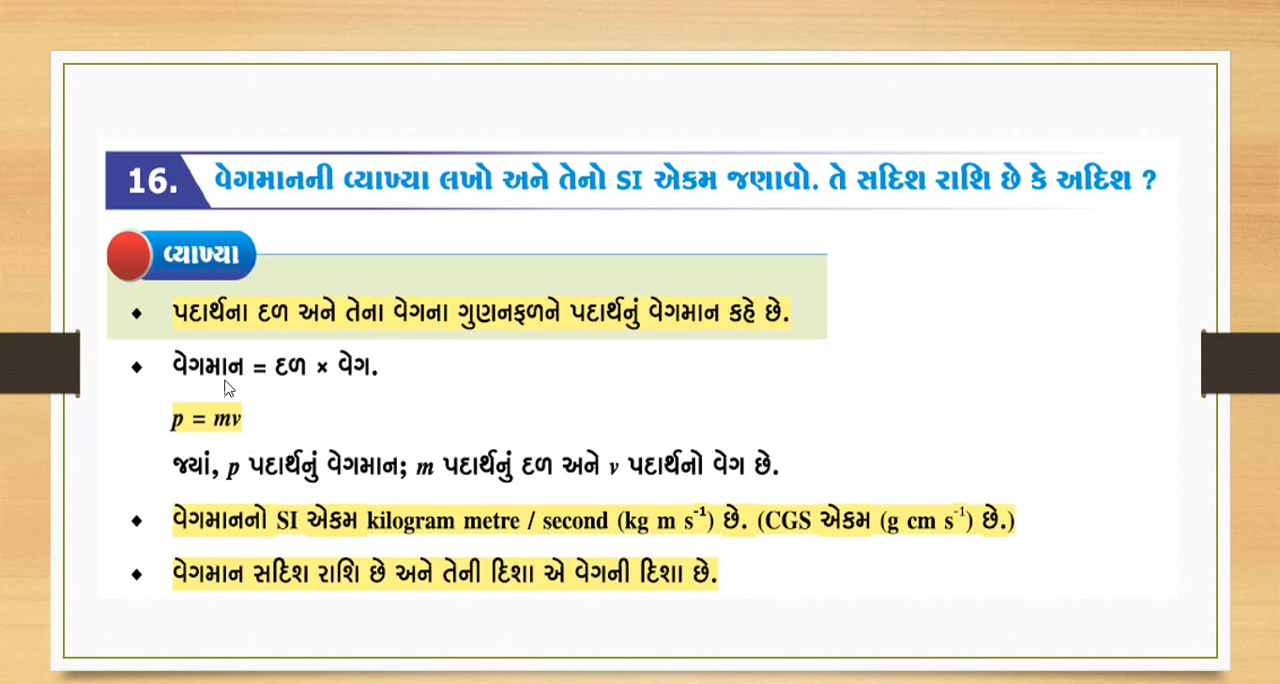 16. વેગમાનની વ્યાખ્યા લખો અને તેનો SI એકમ જણાવો. તે સદિશ રાશિ છે કે અદિશ ?
વ્યાખ્યા
♦ પદાર્થના દળ અને તેના વેગના ગુણનફળને પદાર્થનું વેગમાન કહે છે.
♦ વેગમાન = દળ × વેગ.
p = mv
જ્યાં, p પદાર્થનું વેગમાન; m પદાર્થનું દળ અને v પદાર્થનો વેગ છે.
♦ વેગમાનનો SI એકમ kilogram metre / second (kg m s⁻¹) છે. (CGS એકમ (g cm s⁻¹) છે.)
♦ વેગમાન સદિશ રાશિ છે અને તેની દિશા એ વેગની દિશા છે.